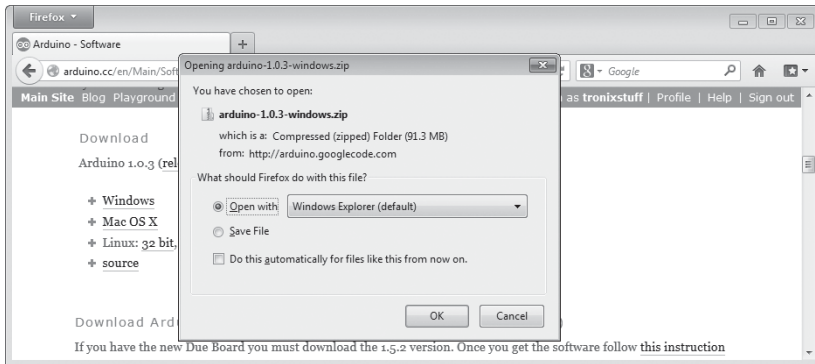 Firefox
Arduino - Software
arduino.cc/en/Main/Soft
Google
Main Site Blog Playground
as tronixstuff | Profile | Help | Sign out
Opening arduino-1.0.3-windows.zip
You have chosen to open:
arduino-1.0.3-windows.zip
which is a: Compressed (zipped) Folder (91.3 MB)
from: http://arduino.googlecode.com
What should Firefox do with this file?
Open with
Windows Explorer (default)
Save File
Do this automatically for files like this from now on.
OK
Cancel
Download
Arduino 1.0.3 (rel
Windows
Mac OS X
Linux: 32 bit,
source
Download Ard
If you have the new Due Board you must download the 1.5.2 version. Once you get the software follow this instruction